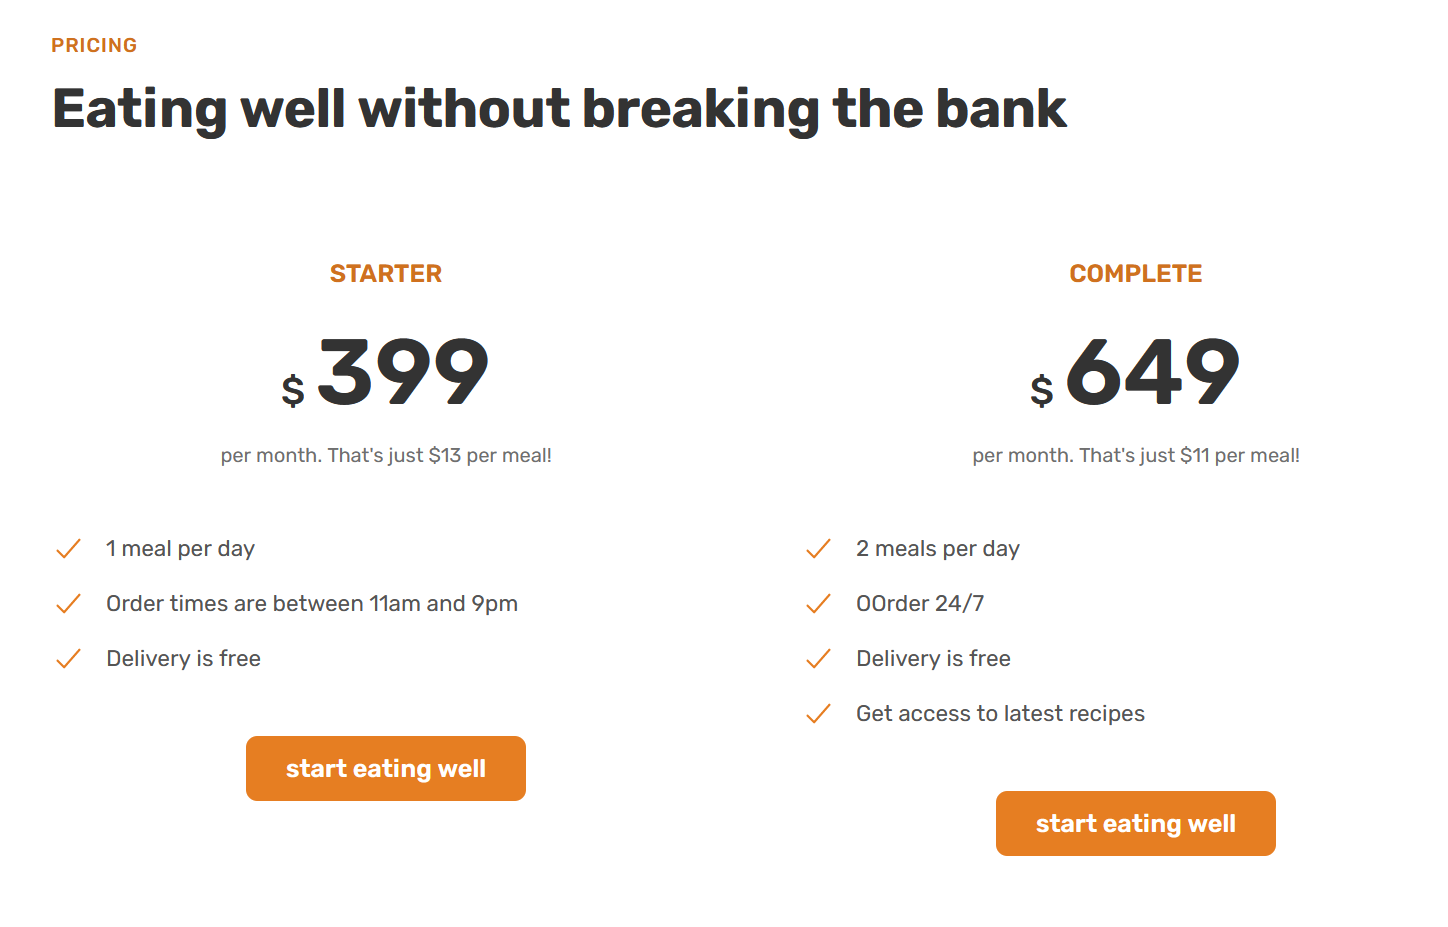 PRICING
Eating well without breaking the bank
STARTER
$ 399
per month. That's just $13 per meal!
1 meal per day
Order times are between 11am and 9pm
Delivery is free
start eating well
COMPLETE
$ 649
per month. That's just $11 per meal!
2 meals per day
OOrder 24/7
Delivery is free
Get access to latest recipes
start eating well